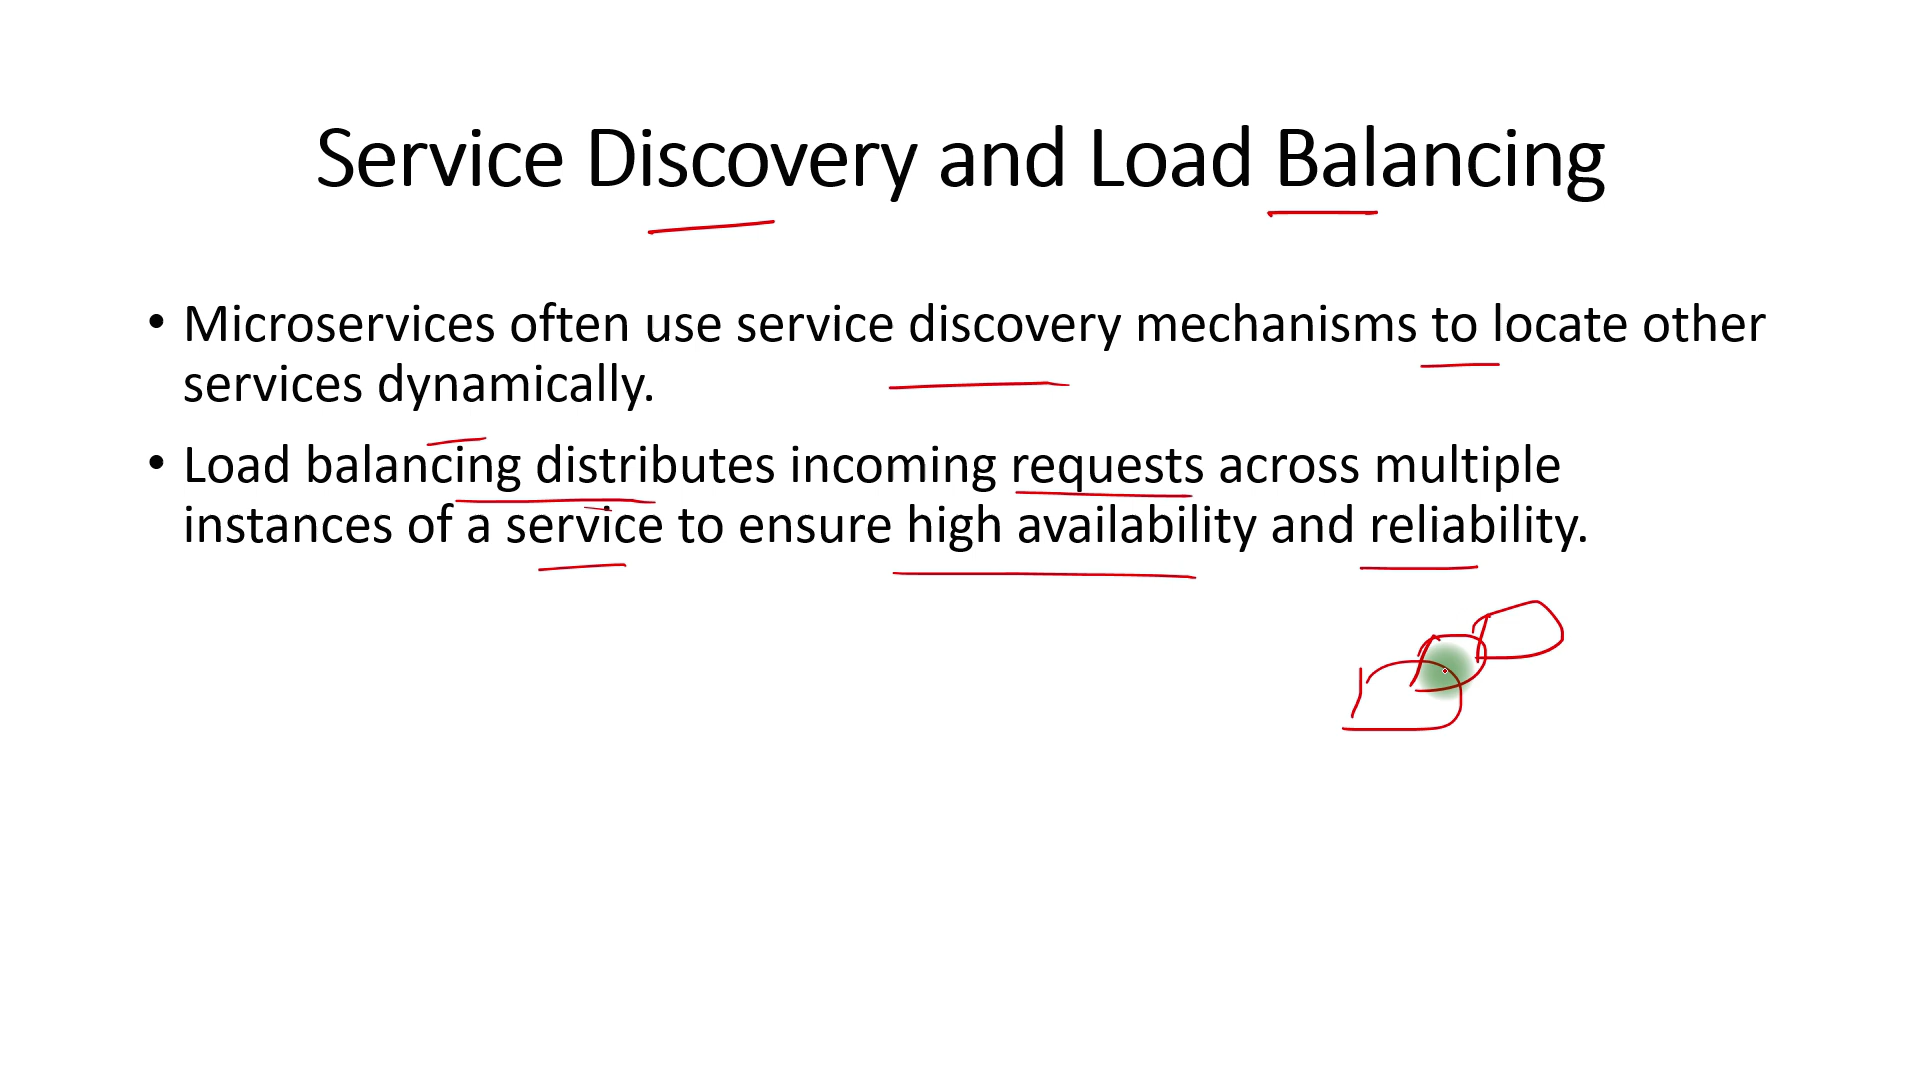 Service Discovery and Load Balancing
• Microservices often use service discovery mechanisms to locate other
services dynamically.
• Load balancing distributes incoming requests across multiple
instances of a service to ensure high availability and reliability.